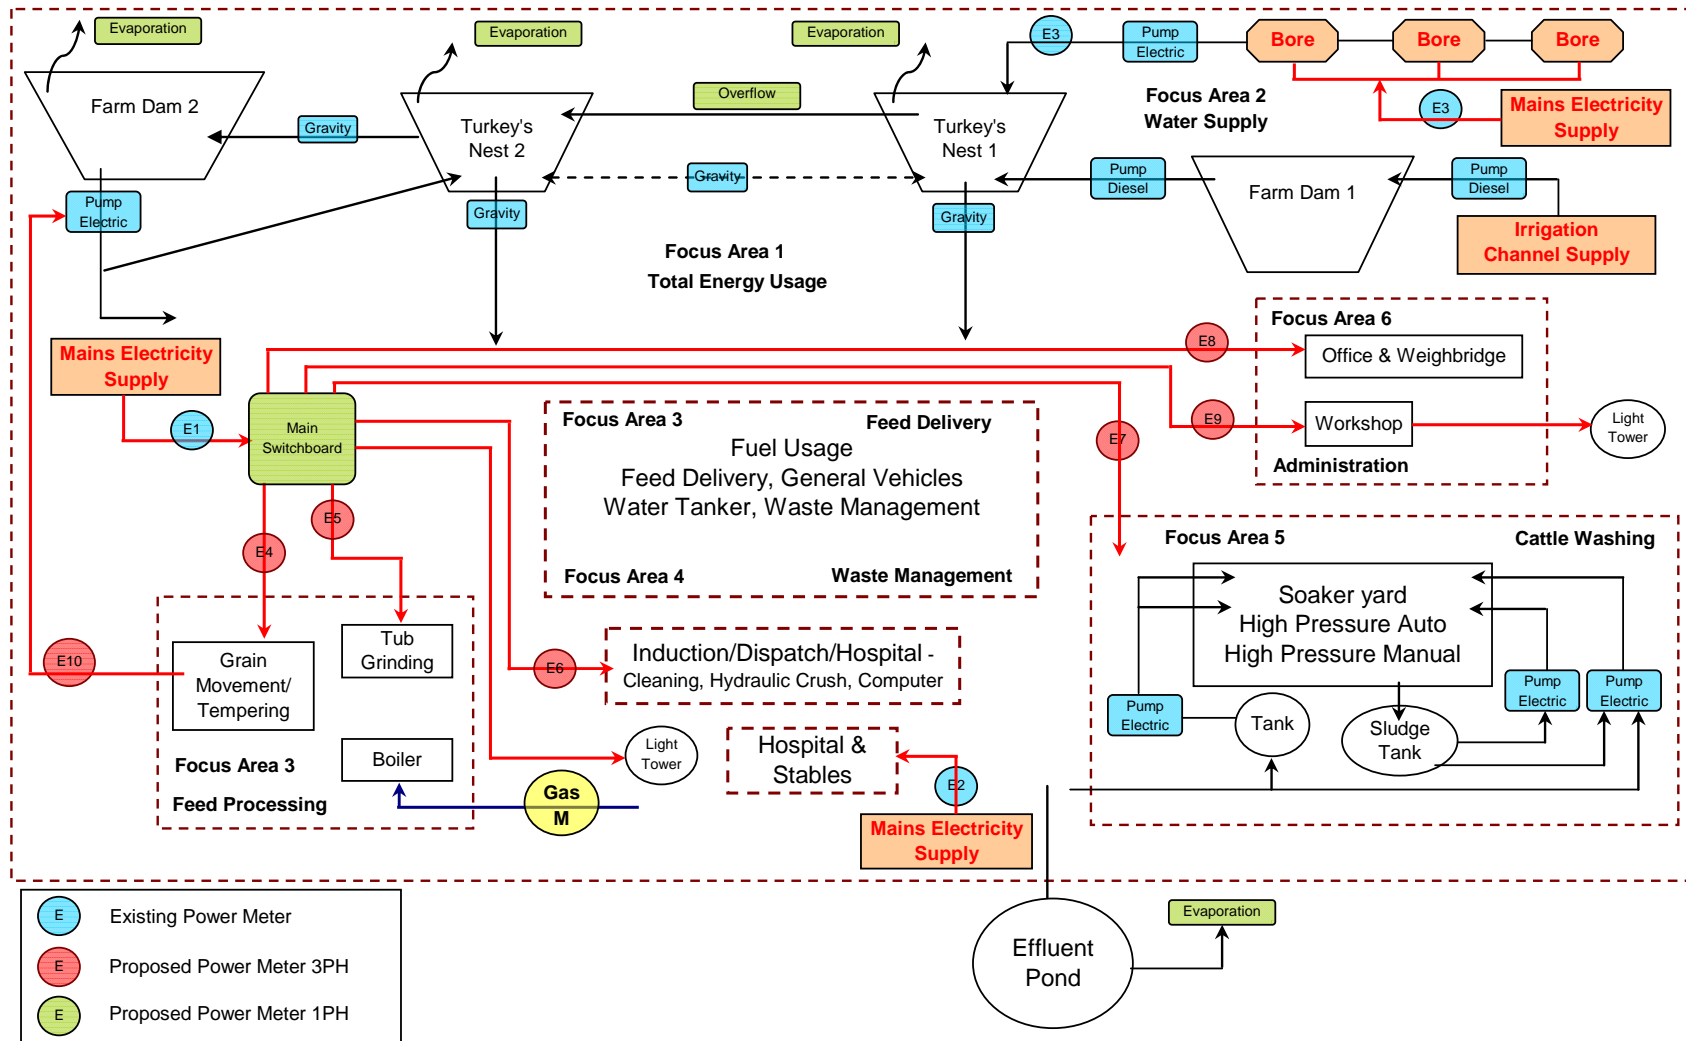 Evaporation
Evaporation
Evaporation
E3
Pump
Electric
Bore
Bore
Bore
Farm Dam 2
Overflow
Focus Area 2
Water Supply
E3
Mains Electricity
Supply
Gravity
Turkey's
Nest 2
Turkey's
Nest 1
Gravity
Pump
Diesel
Farm Dam 1
Pump
Diesel
Pump
Electric
Gravity
Gravity
Irrigation
Channel Supply
Focus Area 1
Total Energy Usage
Mains Electricity
Supply
E8
Focus Area 6
Office & Weighbridge
E1
Main
Switchboard
Focus Area 3
Feed Delivery
Fuel Usage
Feed Delivery, General Vehicles
Water Tanker, Waste Management
Focus Area 4
Waste Management
E7
E9
Workshop
Light
Tower
Administration
E5
E4
Focus Area 5
Cattle Washing
Soaker yard
High Pressure Auto
High Pressure Manual
E10
Grain
Movement/
Tempering
Tub
Grinding
E6
Induction/Dispatch/Hospital -
Cleaning, Hydraulic Crush, Computer
Pump
Electric
Tank
Sludge
Tank
Pump
Electric
Pump
Electric
Focus Area 3
Feed Processing
Boiler
Light
Tower
Gas
M
Hospital &
Stables
E2
Mains Electricity
Supply
E
Existing Power Meter
E
Proposed Power Meter 3PH
E
Proposed Power Meter 1PH
Effluent
Pond
Evaporation